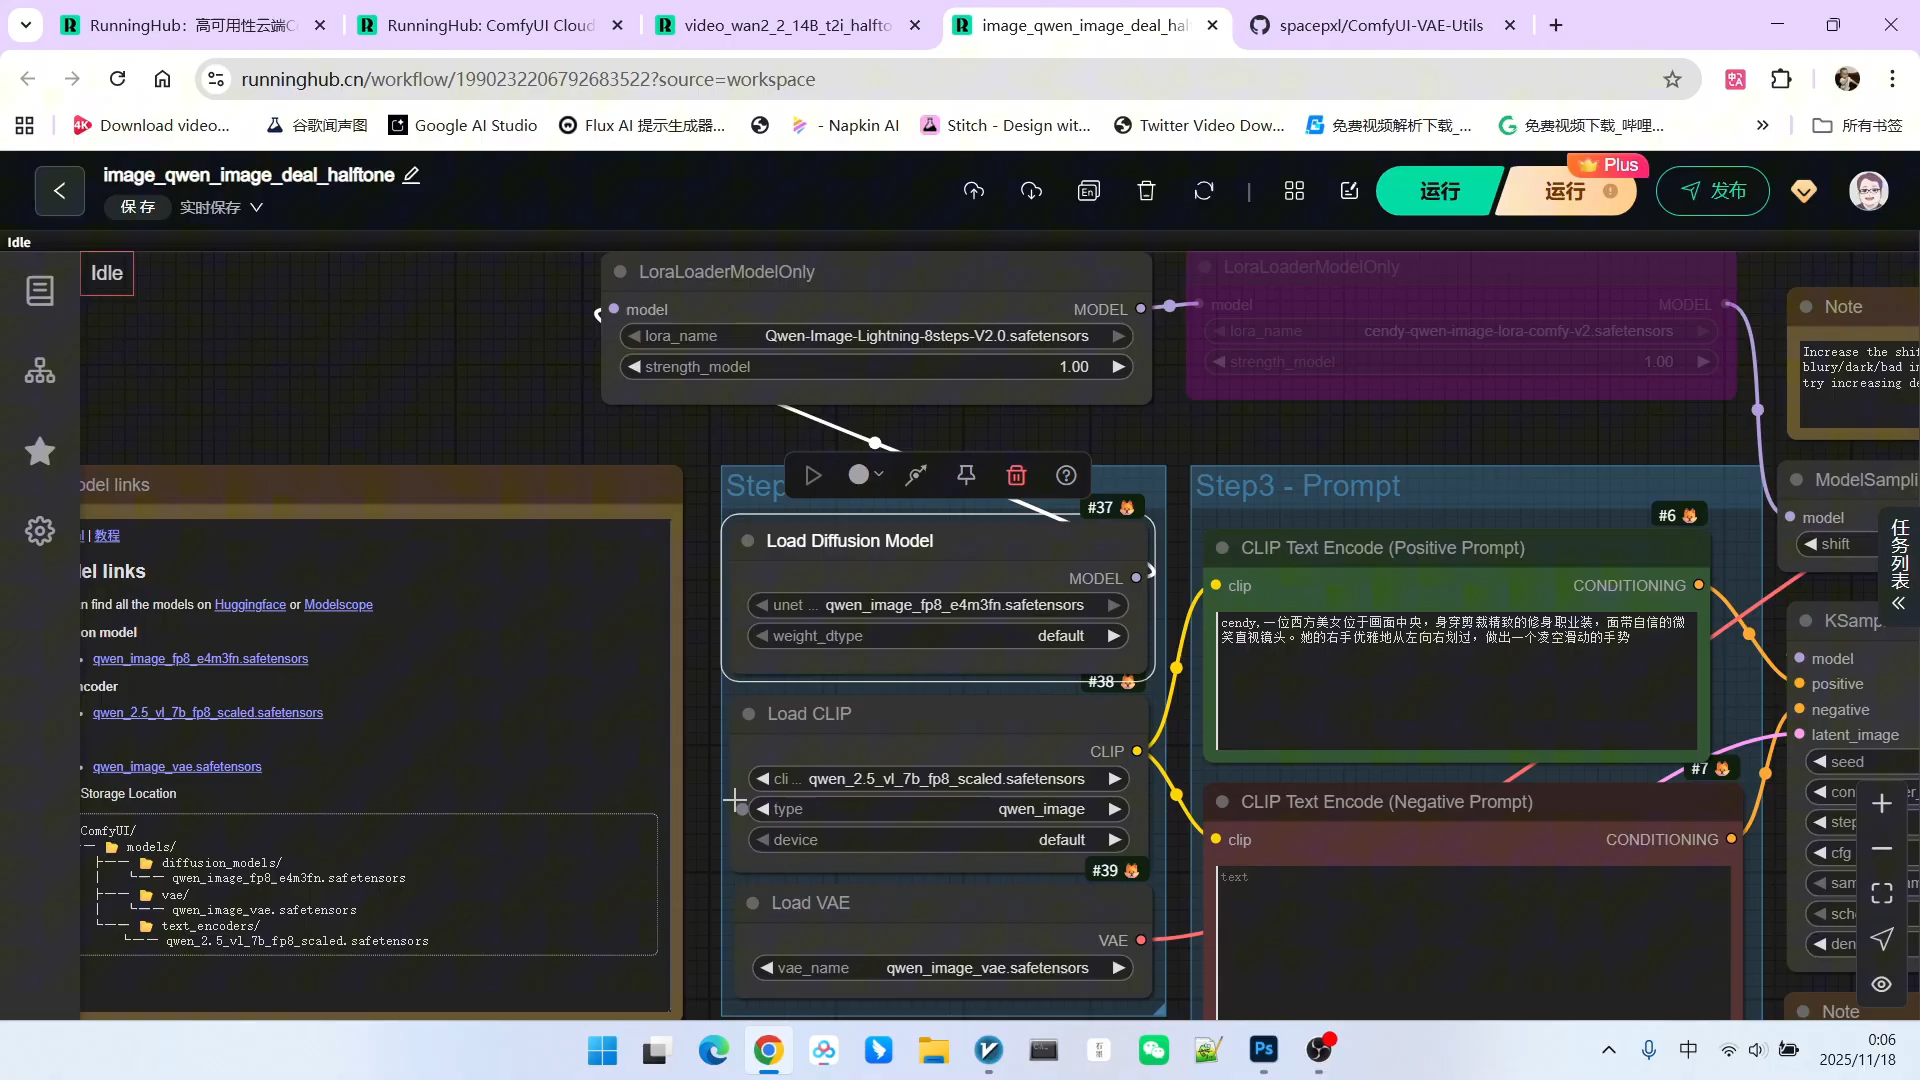 RunningHub：高可用性云端C
RunningHub: ComfyUI Cloud
video_wan2_2_14B_t2i_halfto
image_qwen_image_deal_hal
spacepxl/ComfyUI-VAE-Utils
runninghub.cn/workflow/1990232206792683522?source=workspace
4K Download video...
谷歌闻声图
Google AI Studio
Flux AI 提示生成器...
- Napkin AI
Stitch - Design wit...
Twitter Video Dow...
免费视频解析下载_...
免费视频下载_哔哩...
所有书签
image_qwen_image_deal_halftone
保 存
实时保存
En
运行
运行
Plus
发布
Idle
Idle
LoraLoaderModelOnly
model
MODEL
lora_name Qwen-Image-Lightning-8steps-V2.0.safetensors
strength_model 1.00
LoraLoaderModelOnly
model
MODEL
lora_name cendy-qwen-image-lora-comfy-v2.safetensors
strength_model 1.00
Note
Increase the shif
blury/dark/bad i
try increasing de
odel links
| 教程
el links
n find all the models on Huggingface or Modelscope
on model
qwen_image_fp8_e4m3fn.safetensors
ncoder
qwen_2.5_vl_7b_fp8_scaled.safetensors
qwen_image_vae.safetensors
Storage Location
ComfyUI/
models/
diffusion_models/
qwen_image_fp8_e4m3fn.safetensors
vae/
qwen_image_vae.safetensors
text_encoders/
qwen_2.5_vl_7b_fp8_scaled.safetensors
Step
#37
Load Diffusion Model
MODEL
unet ... qwen_image_fp8_e4m3fn.safetensors
weight_dtype default
#38
Load CLIP
CLIP
cli ... qwen_2.5_vl_7b_fp8_scaled.safetensors
type qwen_image
device default
#39
Load VAE
VAE
vae_name qwen_image_vae.safetensors
Step3 - Prompt
#6
CLIP Text Encode (Positive Prompt)
clip
CONDITIONING
cendy,一位西方美女位于画面中央，身穿剪裁精致的修身职业装，面带自信的微
笑直视镜头。她的右手优雅地从左向右划过，做出一个凌空滑动的手势
#7
CLIP Text Encode (Negative Prompt)
clip
CONDITIONING
text
ModelSampli
model
shift
任务列表
KSamp
model
positive
negative
latent_image
seed
con
step
cfg
sam
sch
den
Note
Ps
中
0:06
2025/11/18